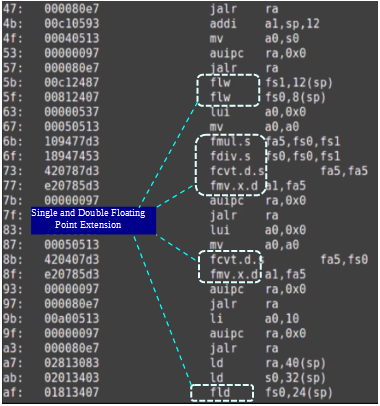 47: 000080e7 jalr ra
4b: 00c10593 addi a1,sp,12
4f: 00040513 mv a0,s0
53: 00000097 auipc ra,0x0
57: 000080e7 jalr ra
5b: 00c12487 flw fs1,12(sp)
5f: 00812407 flw fs0,8(sp)
63: 00000537 lui a0,0x0
67: 00050513 mv a0,a0
6b: 109477d3 fmul.s fa5,fs0,fs1
6f: 18947453 fdiv.s fs0,fs0,fs1
73: 420787d3 fcvt.d.s fa5,fa5
77: e20785d3 fmv.x.d a1,fa5
7b: 00000097 auipc ra,0x0
7f: jalr ra
83: lui a0,0x0
Single and Double Floating
Point Extension
87: 00050513 mv a0,a0
8b: 420407d3 fcvt.d.s fa5,fs0
8f: e20785d3 fmv.x.d a1,fa5
93: 00000097 auipc ra,0x0
97: 000080e7 jalr ra
9b: 00a00513 li a0,10
9f: 00000097 auipc ra,0x0
a3: 000080e7 jalr ra
a7: 02813083 ld ra,40(sp)
ab: 02013403 ld s0,32(sp)
af: 01813407 fld fs0,24(sp)